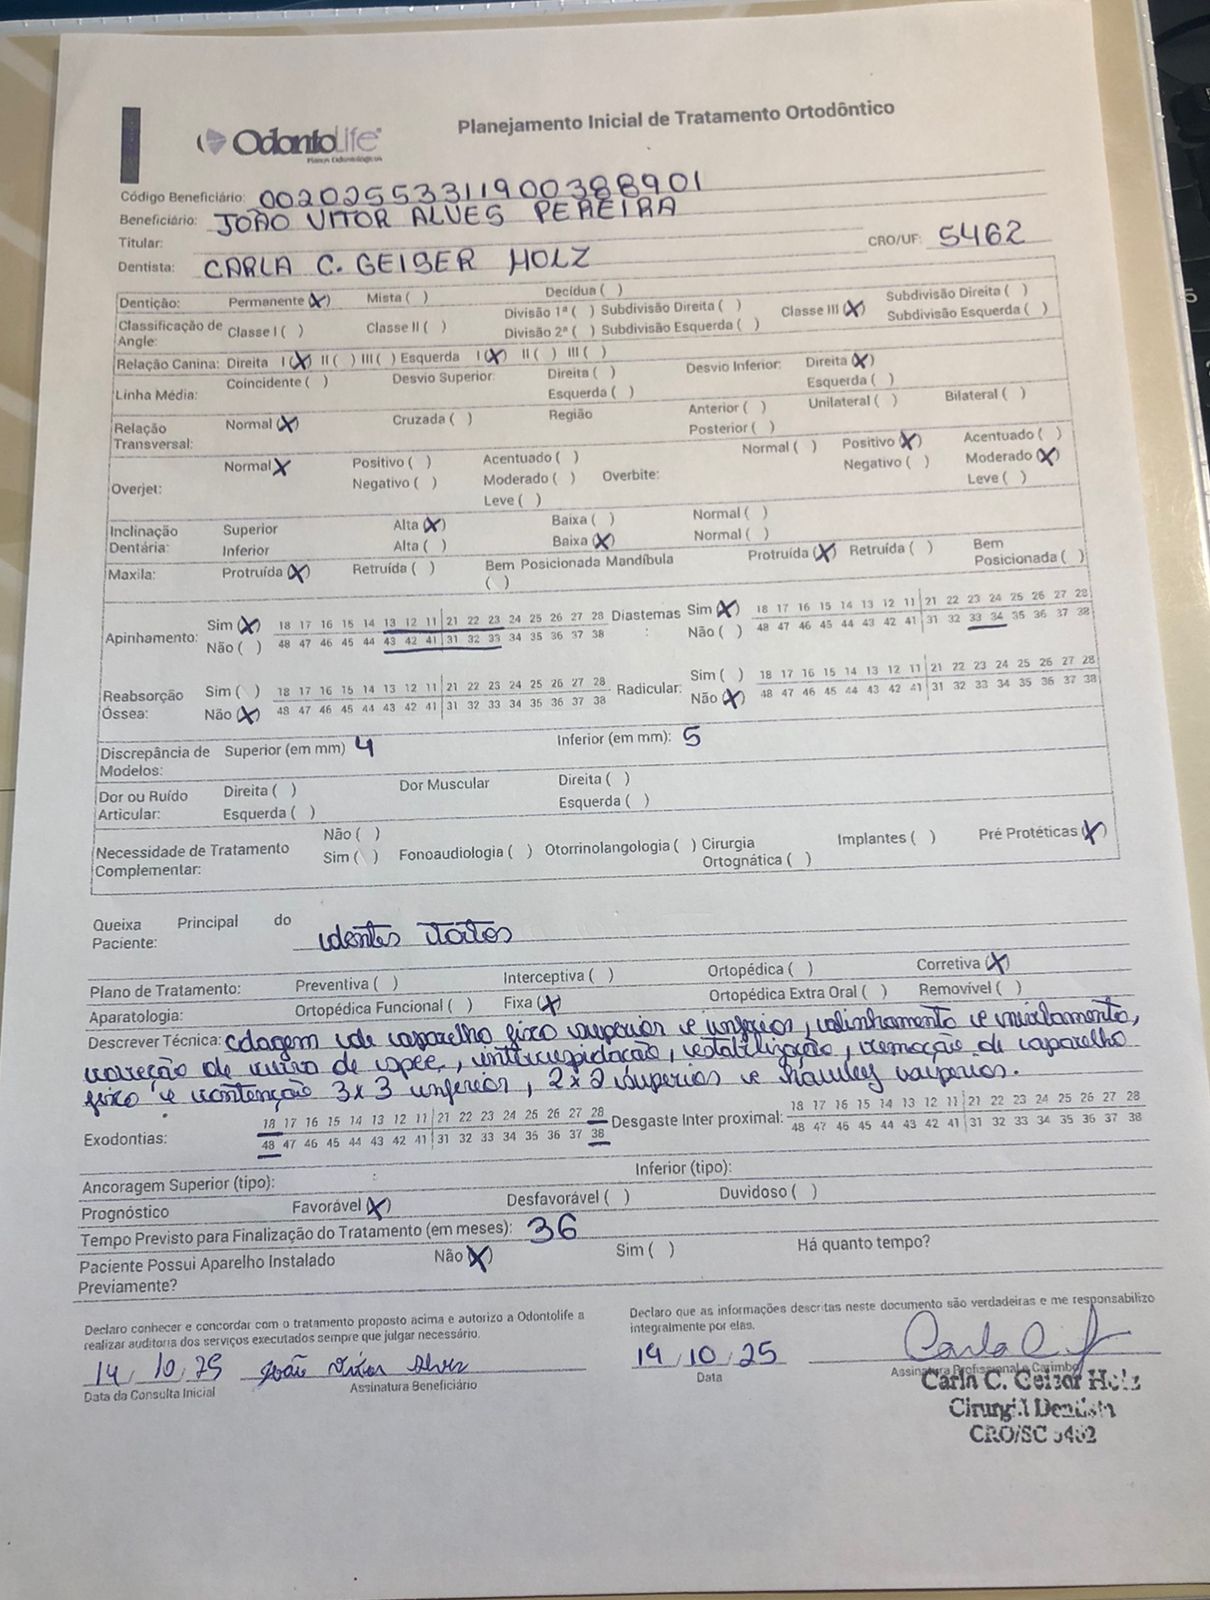 OdontoLife
Planos Odontológicos
Planejamento Inicial de Tratamento Ortodôntico
Código Beneficiário: 00202553311900388901
Beneficiário: JOÃO VITOR ALVES PEREIRA
Titular:
CRO/UF: 5462
Dentista: CARLA C. GEISER HOLZ
Dentição: Permanente (X) Mista ( ) Decídua ( )
Classificação de Angle: Classe I ( ) Classe II ( ) Divisão 1ª ( ) Subdivisão Direita ( ) Classe III (X) Subdivisão Direita ( )
Divisão 2ª ( ) Subdivisão Esquerda ( ) Subdivisão Esquerda ( )
Relação Canina: Direita I (X) II ( ) III ( ) Esquerda I (X) II ( ) III ( )
Linha Média: Coincidente ( ) Desvio Superior: Direita ( ) Desvio Inferior: Direita (X)
Esquerda ( ) Esquerda ( )
Relação Transversal: Normal (X) Cruzada ( ) Região Anterior ( ) Unilateral ( ) Bilateral ( )
Posterior ( )
Overjet: Normal X Positivo ( ) Acentuado ( ) Overbite: Normal ( ) Positivo (X) Acentuado ( )
Negativo ( ) Moderado ( ) Negativo ( ) Moderado (X)
Leve ( ) Leve ( )
Inclinação Dentária: Superior Alta (X) Baixa ( ) Normal ( )
Inferior Alta ( ) Baixa (X) Normal ( )
Maxila: Protruída (X) Retruída ( ) Bem Posicionada ( ) Mandíbula Protruída (X) Retruída ( ) Bem Posicionada ( )
Apinhamento: Sim (X) 18 17 16 15 14 13 12 11 21 22 23 24 25 26 27 28 Diastemas: Sim (X) 18 17 16 15 14 13 12 11 21 22 23 24 25 26 27 28
Não ( ) 48 47 46 45 44 43 42 41 31 32 33 34 35 36 37 38 Não ( ) 48 47 46 45 44 43 42 41 31 32 33 34 35 36 37 38
Reabsorção Óssea: Sim ( ) 18 17 16 15 14 13 12 11 21 22 23 24 25 26 27 28 Radicular: Sim ( ) 18 17 16 15 14 13 12 11 21 22 23 24 25 26 27 28
Não (X) 48 47 46 45 44 43 42 41 31 32 33 34 35 36 37 38 Não (X) 48 47 46 45 44 43 42 41 31 32 33 34 35 36 37 38
Discrepância de Modelos: Superior (em mm) 4 Inferior (em mm): 5
Dor ou Ruído Articular: Direita ( ) Dor Muscular Direita ( )
Esquerda ( ) Esquerda ( )
Não ( )
Necessidade de Tratamento Complementar: Sim ( ) Fonoaudiologia ( ) Otorrinolangologia ( ) Cirurgia Ortognática ( ) Implantes ( ) Pré Protéticas (X)
Queixa Principal do Paciente: dentes tortos
Plano de Tratamento: Preventiva ( ) Interceptiva ( ) Ortopédica ( ) Corretiva (X)
Aparatologia: Ortopédica Funcional ( ) Fixa (X) Ortopédica Extra Oral ( ) Removível ( )
Descrever Técnica: colagem de aparelho fixo superior e inferior, alinhamento e nivelamento,
correção de curva de spee, intercuspidação, estabilização, remoção de aparelho
fixo e contenção 3x3 inferior, 2x2 superior e hawley superior.
Exodontias: 18 17 16 15 14 13 12 11 21 22 23 24 25 26 27 28 Desgaste Inter proximal: 18 17 16 15 14 13 12 11 21 22 23 24 25 26 27 28
48 47 46 45 44 43 42 41 31 32 33 34 35 36 37 38 48 47 46 45 44 43 42 41 31 32 33 34 35 36 37 38
Ancoragem Superior (tipo): Inferior (tipo):
Prognóstico Favorável (X) Desfavorável ( ) Duvidoso ( )
Tempo Previsto para Finalização do Tratamento (em meses): 36
Paciente Possui Aparelho Instalado Previamente? Não (X) Sim ( ) Há quanto tempo?
Declaro conhecer e concordar com o tratamento proposto acima e autorizo a Odontolife a
realizar auditoria dos serviços executados sempre que julgar necessário.
14/10/25 João Vitor Alves
Data da Consulta Inicial Assinatura Beneficiário
Declaro que as informações descritas neste documento são verdadeiras e me responsabilizo
integralmente por elas.
14/10/25 Carla C.
Data Assinatura Profissional e Carimbo
Carla C. Geiser Holz
Cirurgiã Dentista
CRO/SC 5462